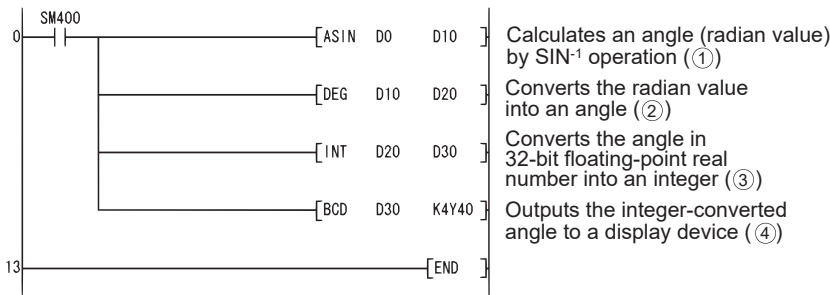 SM400
0 ASIN D0 D10 Calculates an angle (radian value)
by SIN-1 operation (①)
DEG D10 D20 Converts the radian value
into an angle (②)
INT D20 D30 Converts the angle in
32-bit floating-point real
number into an integer (③)
BCD D30 K4Y40 Outputs the integer-converted
angle to a display device (④)
13 END